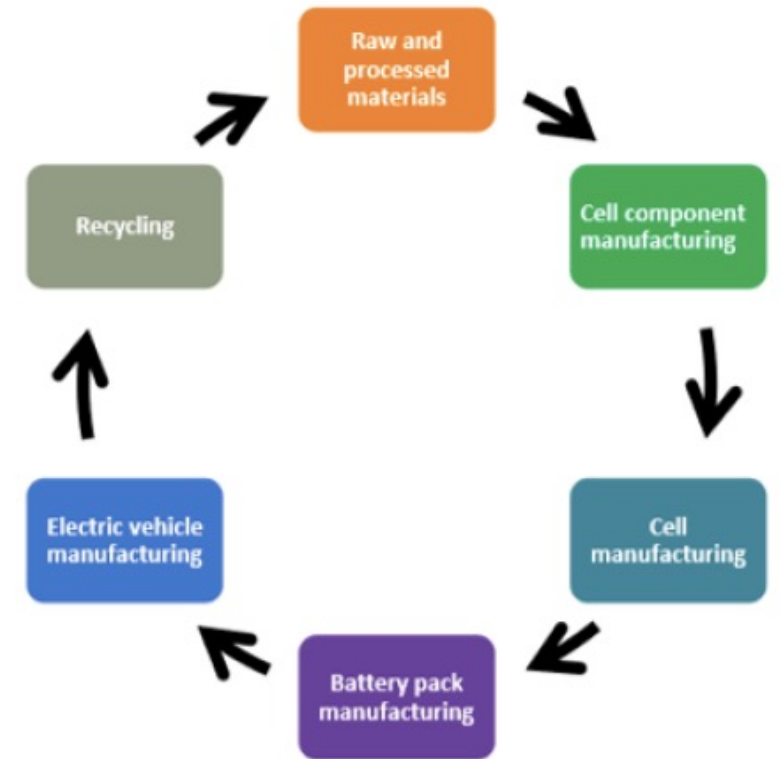 Raw and
processed
materials
Cell component
manufacturing
Cell
manufacturing
Battery pack
manufacturing
Electric vehicle
manufacturing
Recycling